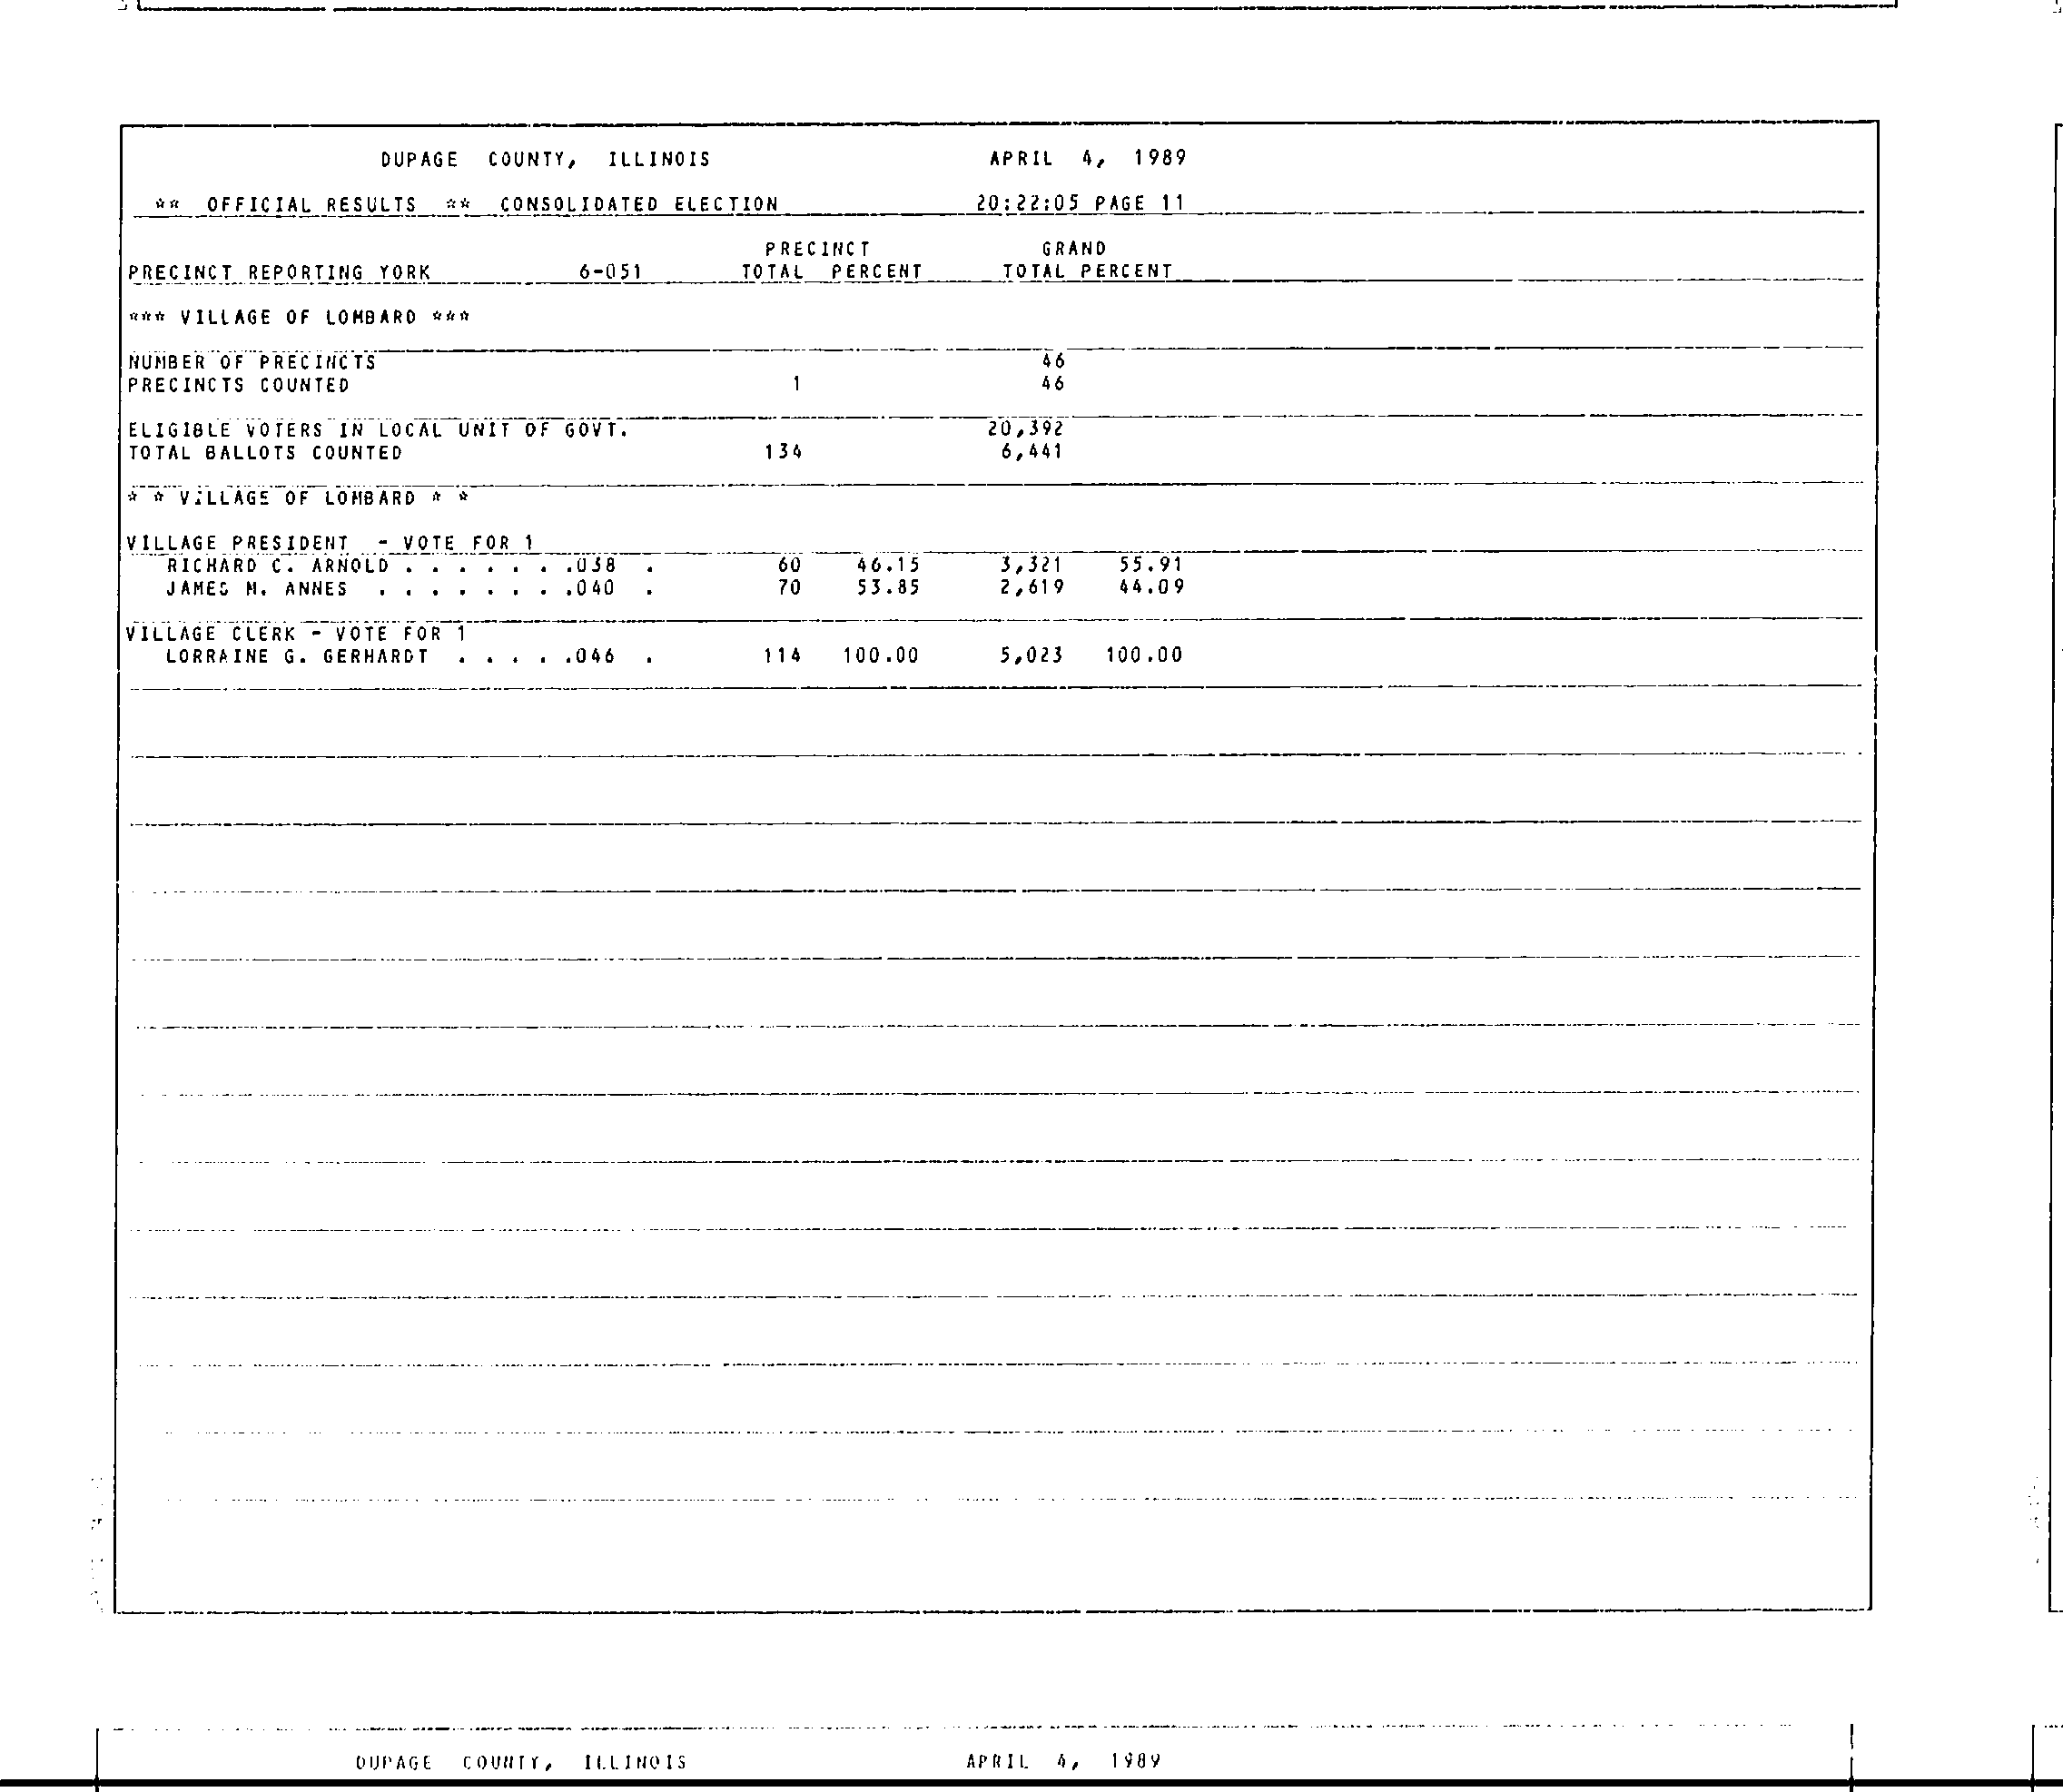 DUPAGE COUNTY, ILLINOIS APRIL 4, 1989
** OFFICIAL RESULTS ** CONSOLIDATED ELECTION 20:22:05 PAGE 11
PRECINCT GRAND
PRECINCT REPORTING YORK 6-051 TOTAL PERCENT TOTAL PERCENT
*** VILLAGE OF LOMBARD ***
NUMBER OF PRECINCTS 46
PRECINCTS COUNTED 1 46
ELIGIBLE VOTERS IN LOCAL UNIT OF GOVT. 20,392
TOTAL BALLOTS COUNTED 134 6,441
* * VILLAGE OF LOMBARD * *
VILLAGE PRESIDENT - VOTE FOR 1
RICHARD C. ARNOLD . . . . . . .038 . 60 46.15 3,321 55.91
JAMES M. ANNES . . . . . . . .040 . 70 53.85 2,619 44.09
VILLAGE CLERK - VOTE FOR 1
LORRAINE G. GERHARDT . . . . .046 . 114 100.00 5,023 100.00
DUPAGE COUNTY, ILLINOIS APRIL 4, 1989